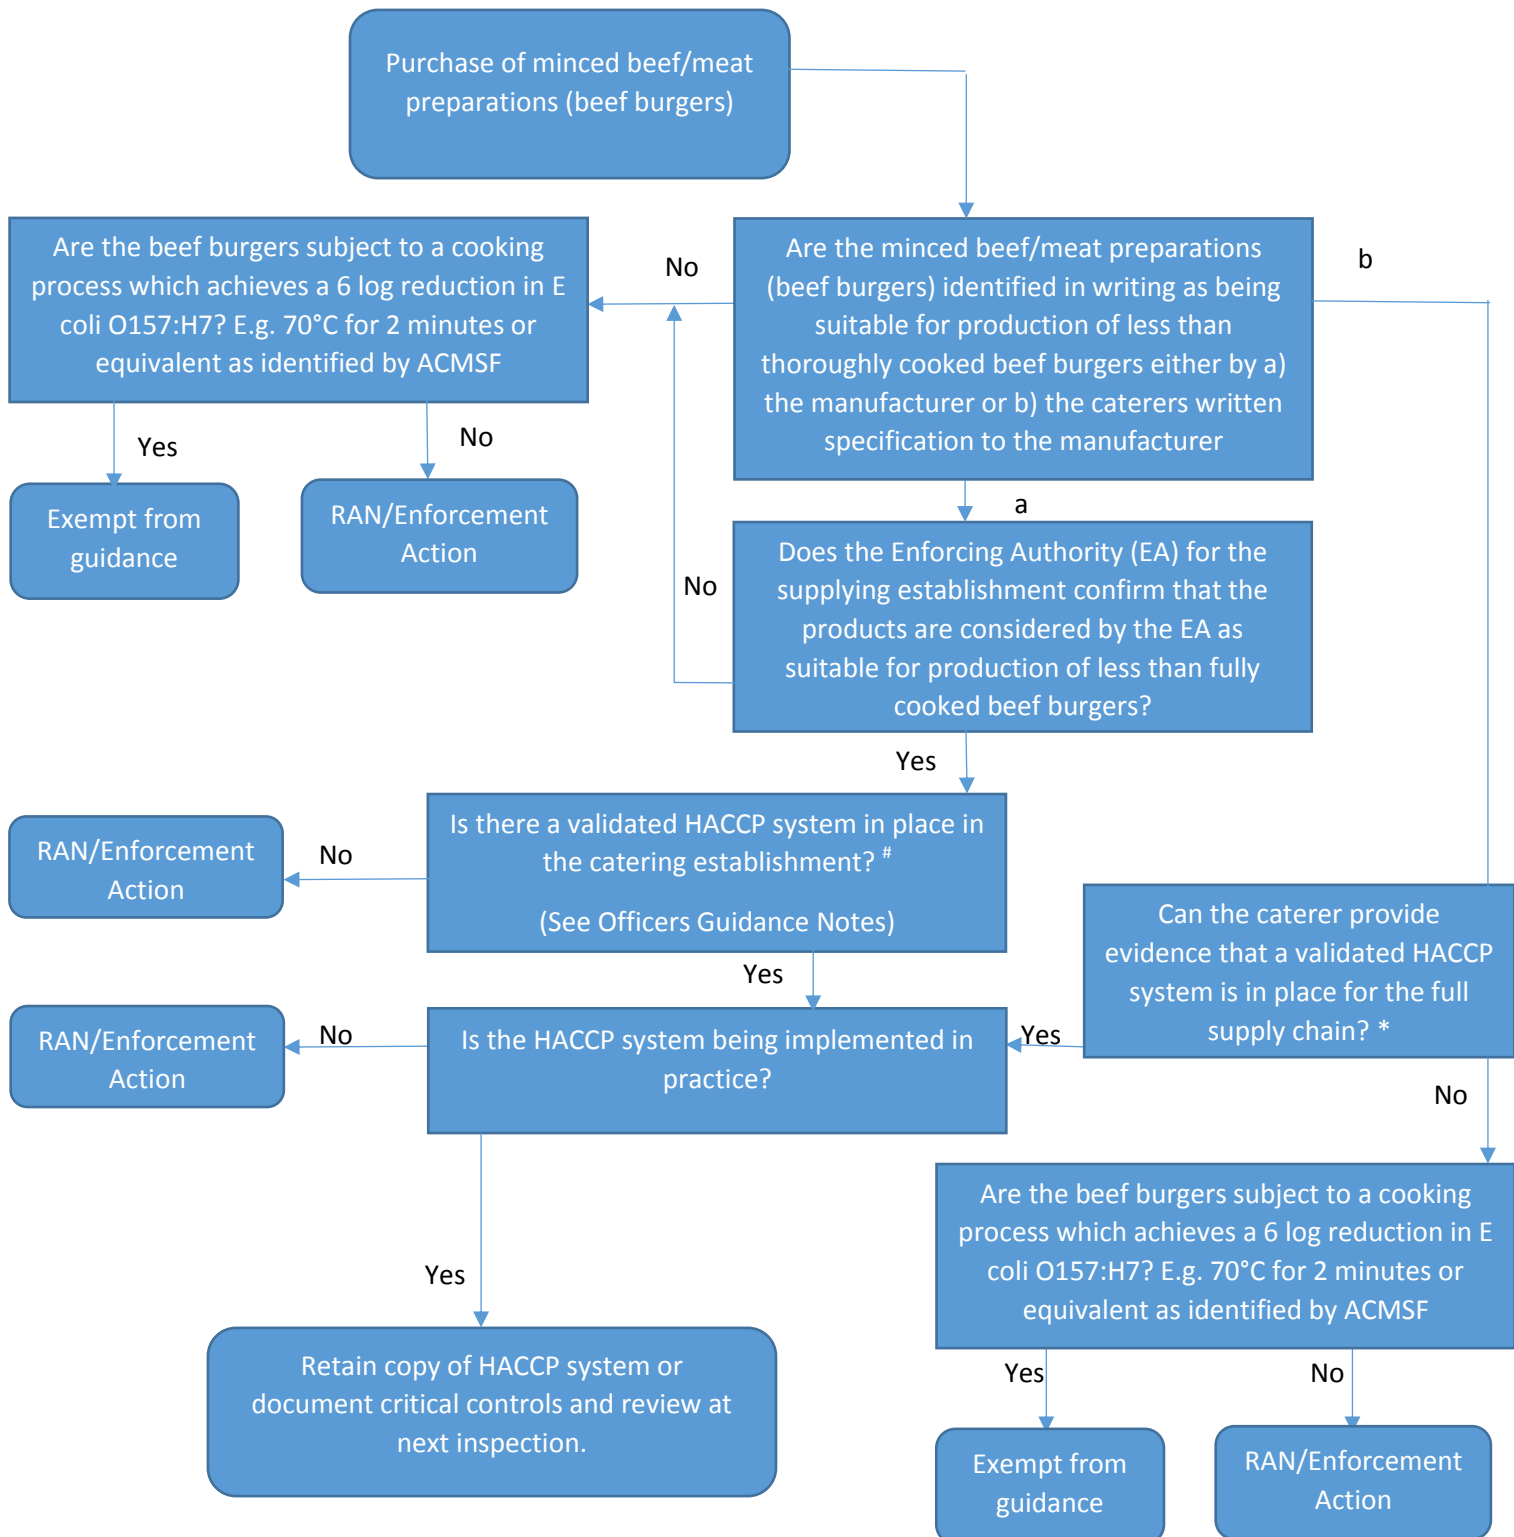 Purchase of minced beef/meat
preparations (beef burgers)
Are the beef burgers subject to a cooking
process which achieves a 6 log reduction in E
coli O157:H7? E.g. 70°C for 2 minutes or
equivalent as identified by ACMSF
No
Are the minced beef/meat preparations
(beef burgers) identified in writing as being
suitable for production of less than
thoroughly cooked beef burgers either by a)
the manufacturer or b) the caterers written
specification to the manufacturer
b
Yes
No
Exempt from
guidance
RAN/Enforcement
Action
a
No
Does the Enforcing Authority (EA) for the
supplying establishment confirm that the
products are considered by the EA as
suitable for production of less than fully
cooked beef burgers?
Yes
RAN/Enforcement
Action
No
Is there a validated HACCP system in place in
the catering establishment? #
(See Officers Guidance Notes)
Can the caterer provide
evidence that a validated HACCP
system is in place for the full
supply chain? *
Yes
RAN/Enforcement
Action
No
Is the HACCP system being implemented in
practice?
Yes
No
Are the beef burgers subject to a cooking
process which achieves a 6 log reduction in E
coli O157:H7? E.g. 70°C for 2 minutes or
equivalent as identified by ACMSF
Yes
Retain copy of HACCP system or
document critical controls and review at
next inspection.
Yes
No
Exempt from
guidance
RAN/Enforcement
Action